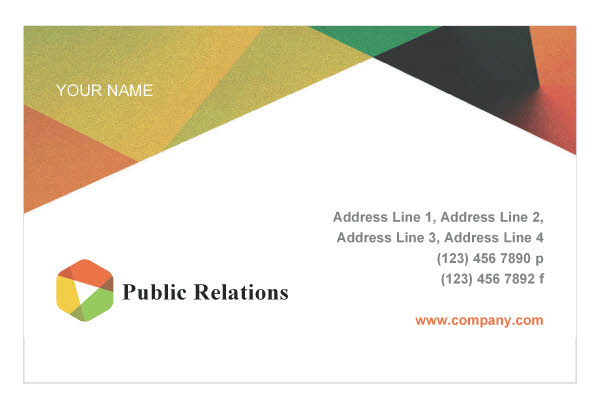 YOUR NAME
Address Line 1, Address Line 2,
Address Line 3, Address Line 4
(123) 456 7890 p
(123) 456 7892 f
Public Relations
www.company.com